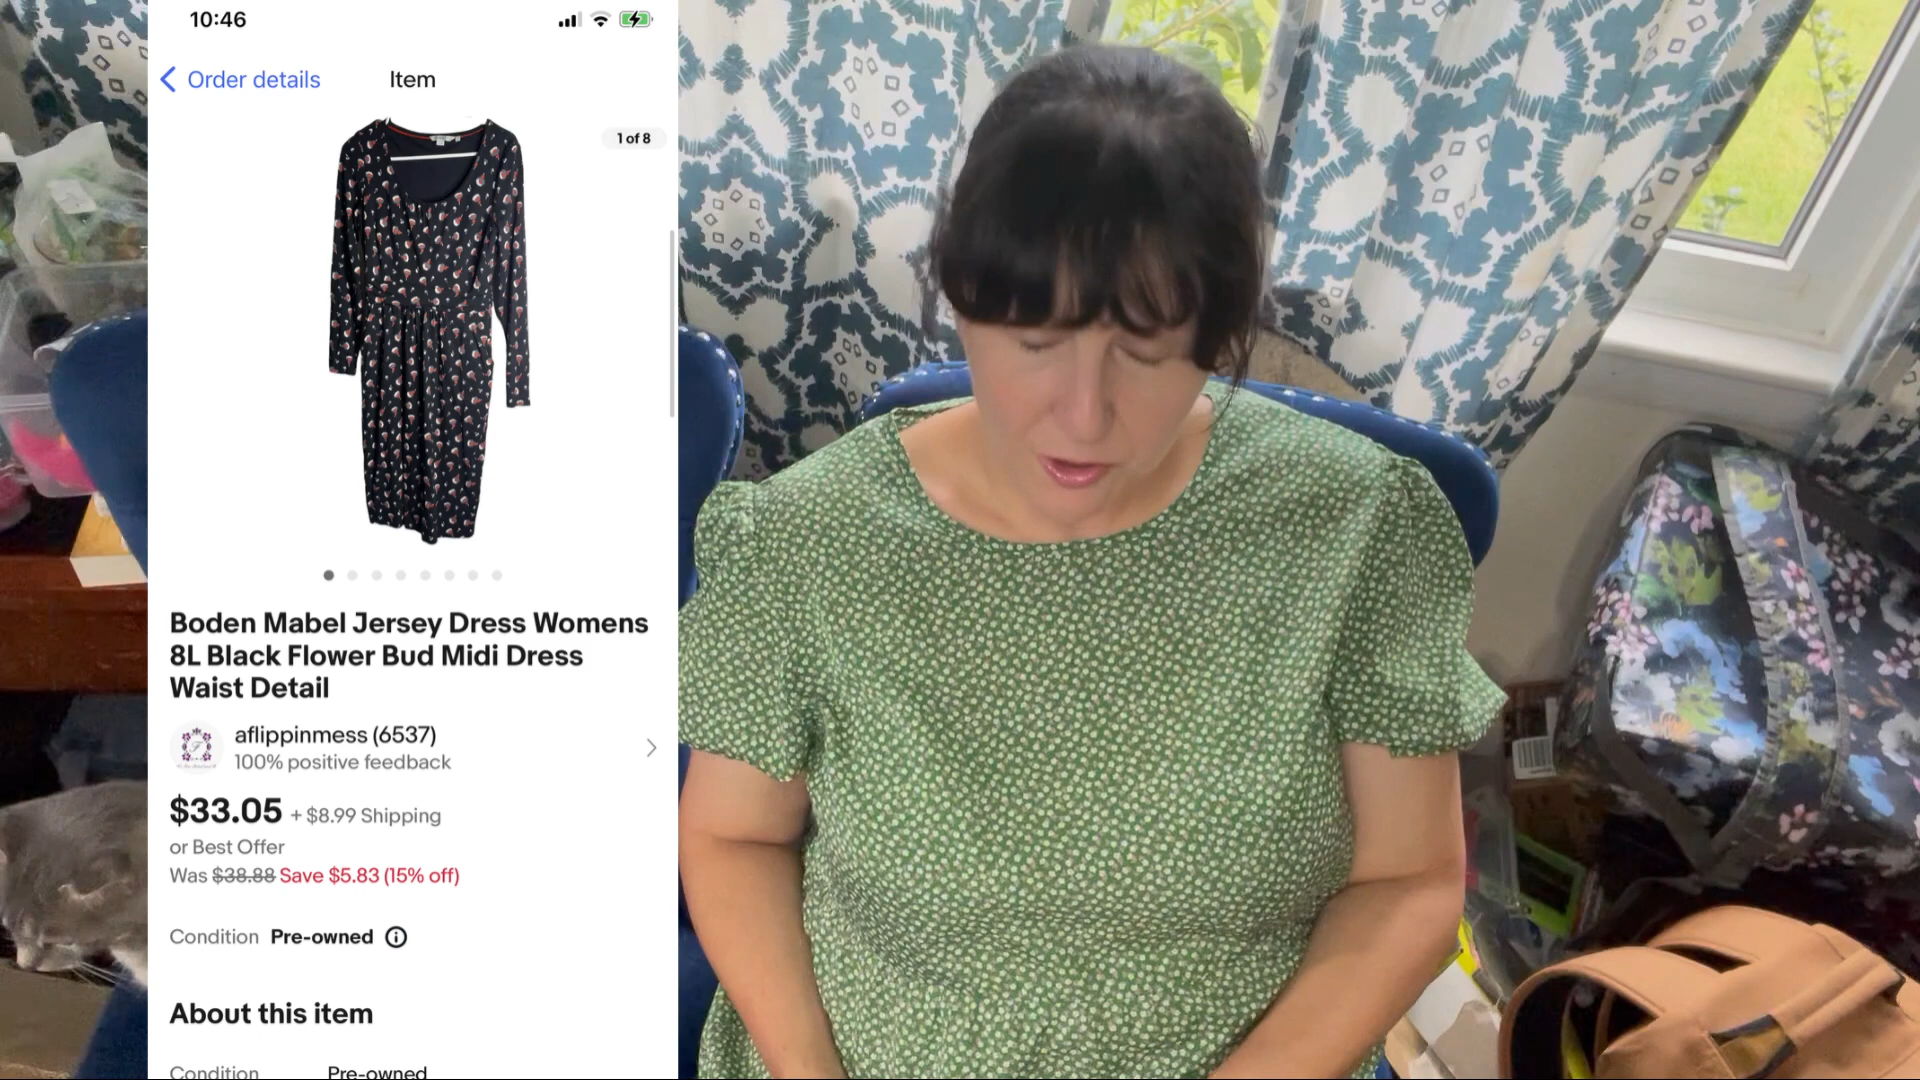 10:46
Order details
Item
1 of 8
Boden Mabel Jersey Dress Womens
8L Black Flower Bud Midi Dress
Waist Detail
aflippinmess (6537)
100% positive feedback
$33.05 + $8.99 Shipping
or Best Offer
Was $38.88 Save $5.83 (15% off)
Condition Pre-owned
About this item
Condition Pre-owned